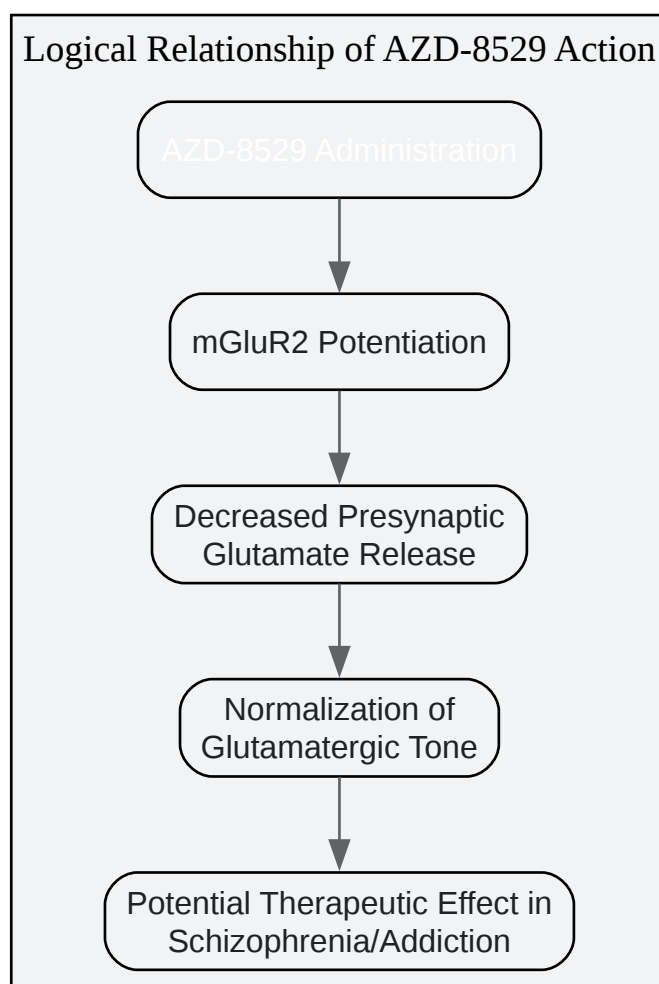 Logical Relationship of AZD-8529 Action
AZD-8529 Administration
mGluR2 Potentiation
Decreased Presynaptic
Glutamate Release
Normalization of
Glutamatergic Tone
Potential Therapeutic Effect in
Schizophrenia/Addiction